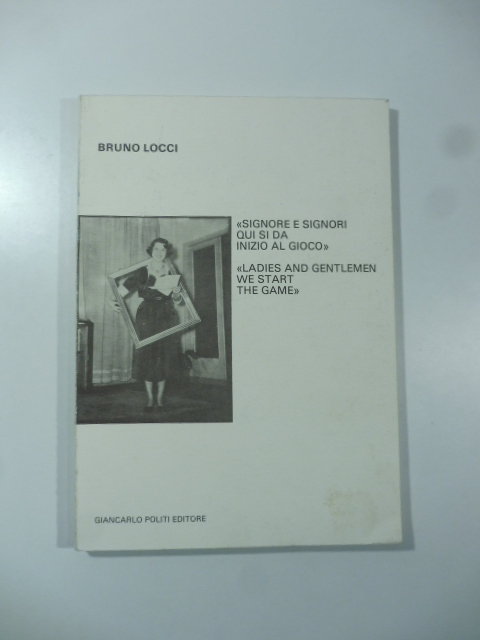 BRUNO LOCCI
«SIGNORE E SIGNORI
QUI SI DA
INIZIO AL GIOCO»
«LADIES AND GENTLEMEN
WE START
THE GAME»
GIANCARLO POLITI EDITORE